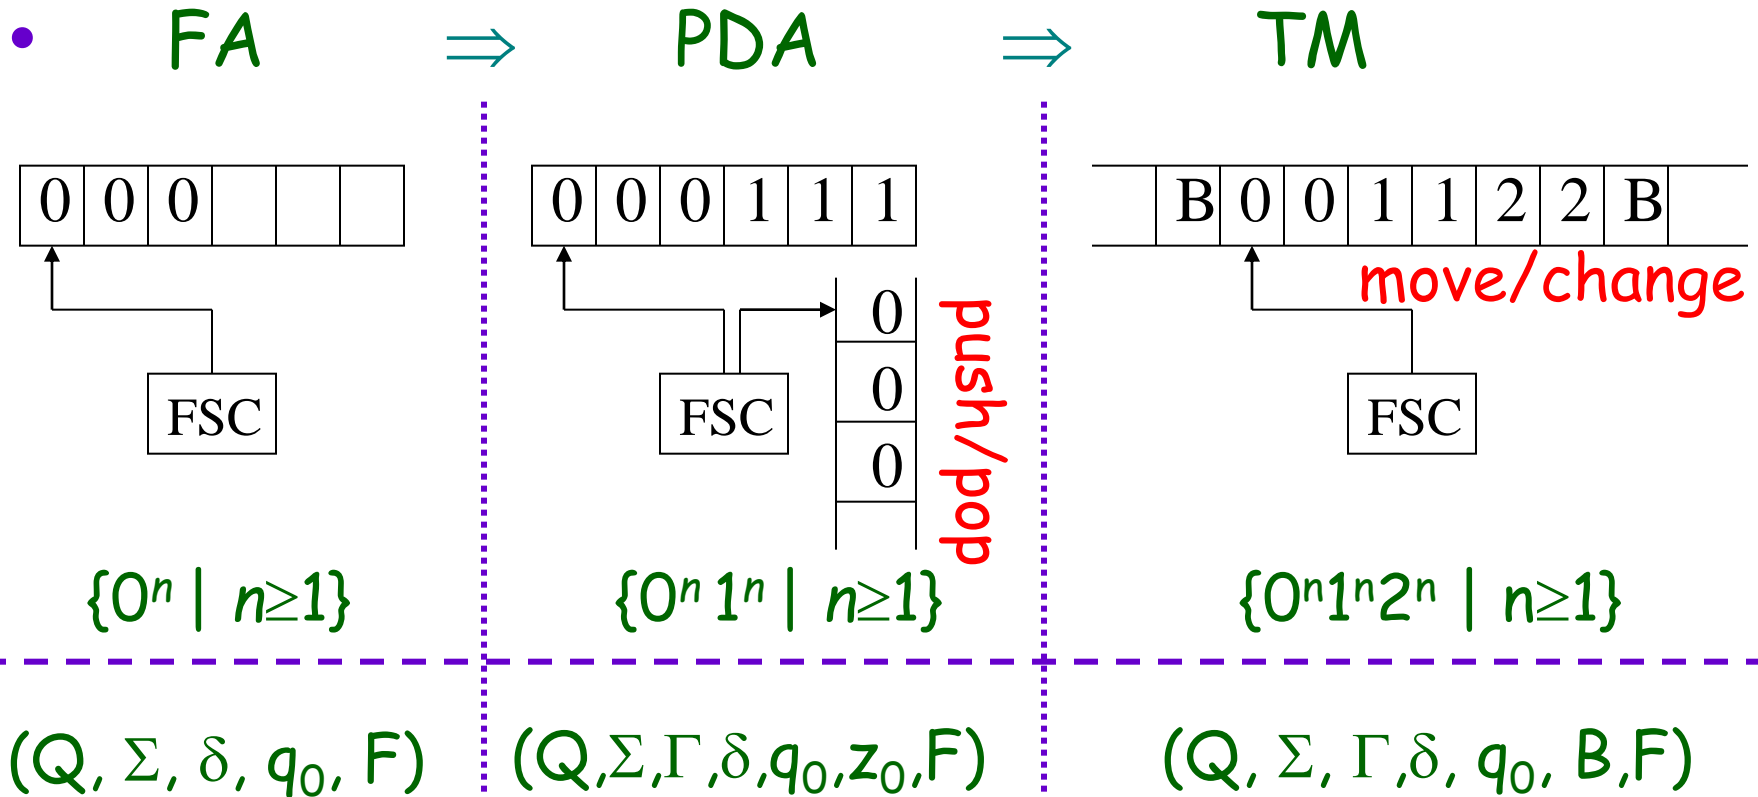 • FA ⇒ PDA ⇒ TM
0 0 0
0 0 0 1 1 1
B 0 0 1 1 2 2 B
move/change
0
0
0
push/pop
FSC
FSC
FSC
{0ⁿ | n≥1}
{0ⁿ 1ⁿ | n≥1}
{0ⁿ1ⁿ2ⁿ | n≥1}
(Q, Σ, δ, q₀, F)
(Q,Σ,Γ,δ,q₀,z₀,F)
(Q, Σ, Γ,δ, q₀, B,F)